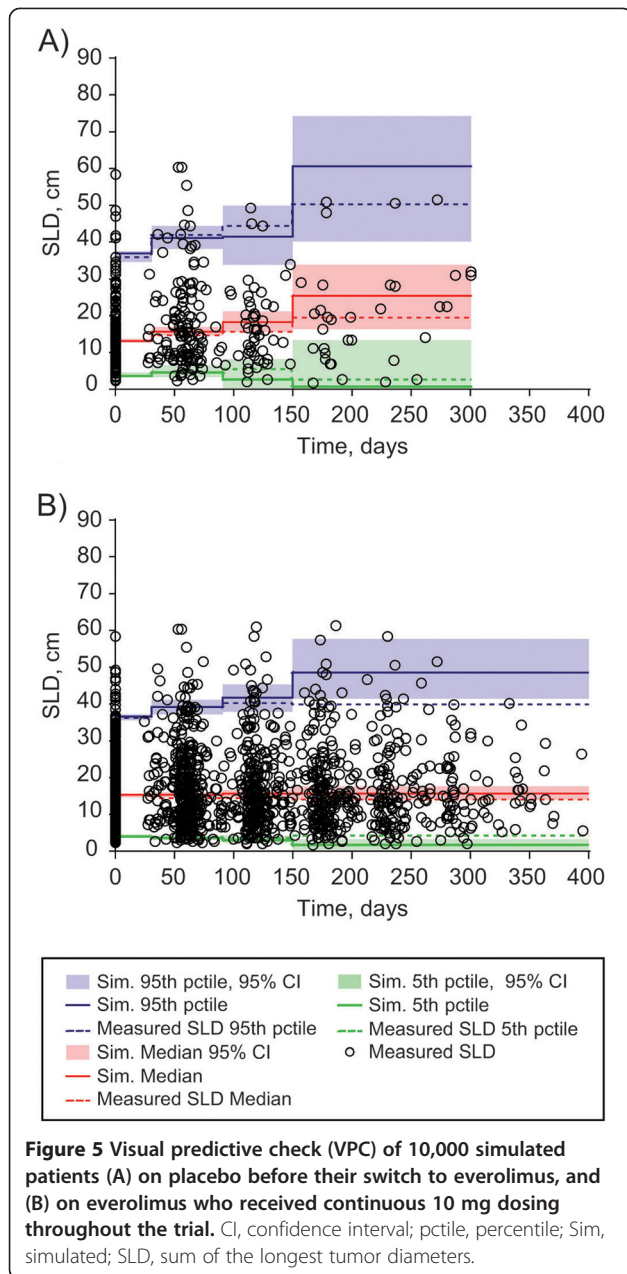 A)
90
80
70
60
50
40
30
20
10
0
SLD, cm
0 50 100 150 200 250 300 350 400
Time, days
B)
90
80
70
60
50
40
30
20
10
0
SLD, cm
0 50 100 150 200 250 300 350 400
Time, days
Sim. 95th pctile, 95% CI
Sim. 95th pctile
Measured SLD 95th pctile
Sim. Median 95% CI
Sim. Median
Measured SLD Median
Sim. 5th pctile, 95% CI
Sim. 5th pctile
Measured SLD 5th pctile
Measured SLD
Figure 5 Visual predictive check (VPC) of 10,000 simulated
patients (A) on placebo before their switch to everolimus, and
(B) on everolimus who received continuous 10 mg dosing
throughout the trial. CI, confidence interval; pctile, percentile; Sim,
simulated; SLD, sum of the longest tumor diameters.